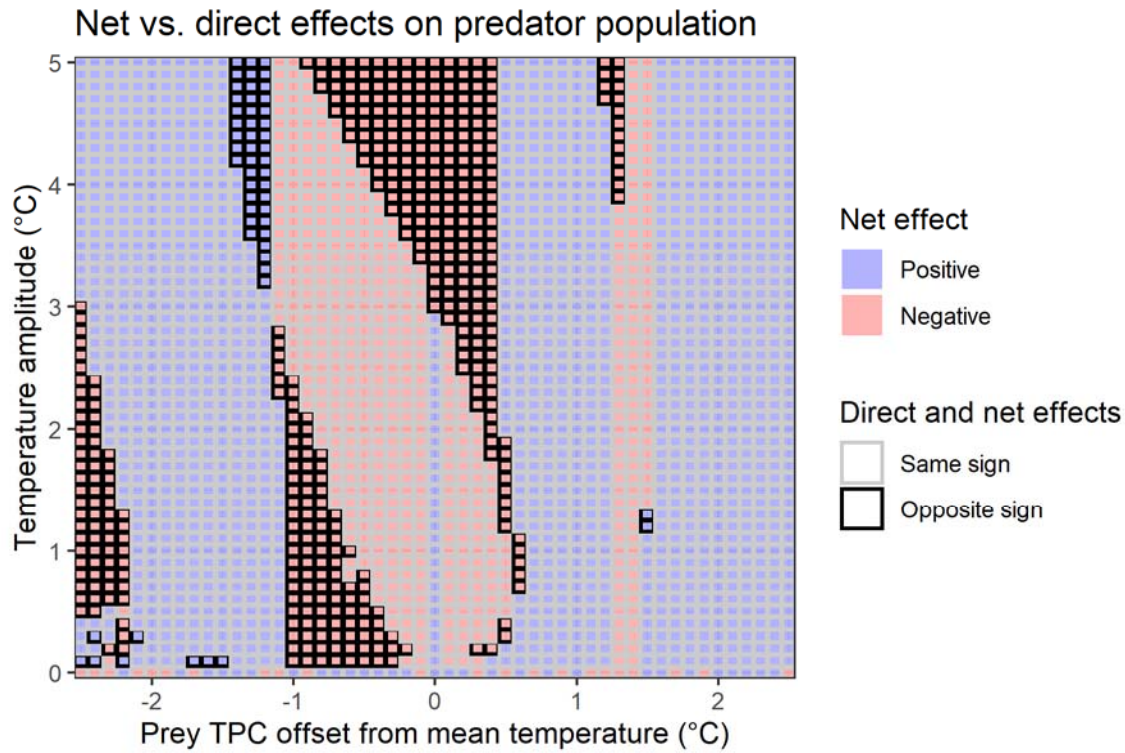 Net vs. direct effects on predator population
5
4
3
2
1
0
Temperature amplitude (°C)
-2
-1
0
1
2
Prey TPC offset from mean temperature (°C)
Net effect
Positive
Negative
Direct and net effects
Same sign
Opposite sign